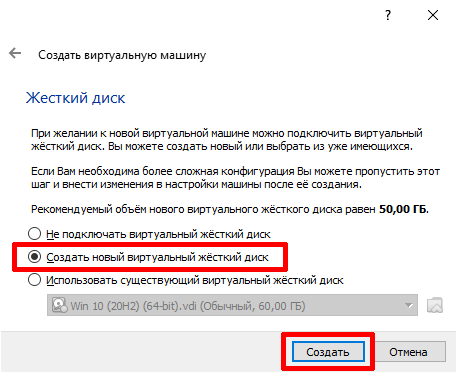 ?
Создать виртуальную машину
Жесткий диск
При желании к новой виртуальной машине можно подключить виртуальный
жёсткий диск. Вы можете создать новый или выбрать из уже имеющихся.
Если Вам необходима более сложная конфигурация Вы можете пропустить этот
шаг и внести изменения в настройки машины после её создания.
Рекомендуемый объём нового виртуального жёсткого диска равен 50,00 ГБ.
Не подключать виртуальный жёсткий диск
Создать новый виртуальный жёсткий диск
Использовать существующий виртуальный жёсткий диск
Win 10 (20H2) (64-bit).vdi (Обычный, 60,00 ГБ)
Создать
Отмена